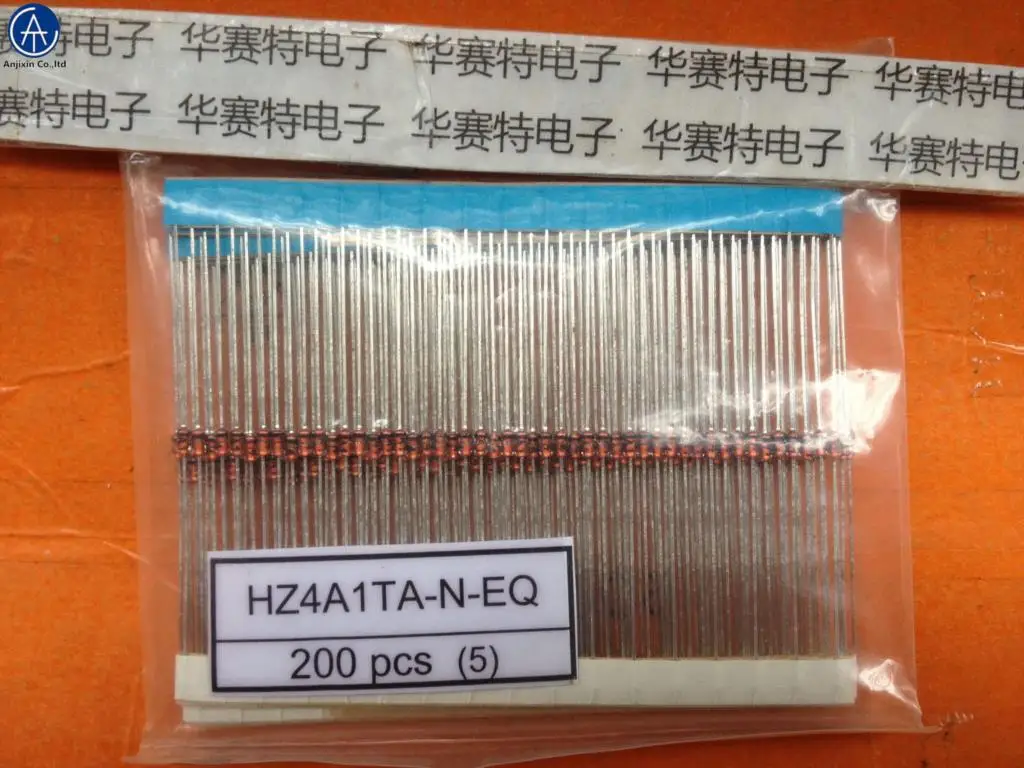 Anjixin Co.,ltd
赛特电子 华赛特电子 华赛特电子 华赛特电子 华赛特电
赛特电子 华赛特电子 华赛特电子 华赛特电子 华赛特电
HZ4A1TA-N-EQ
200 pcs (5)